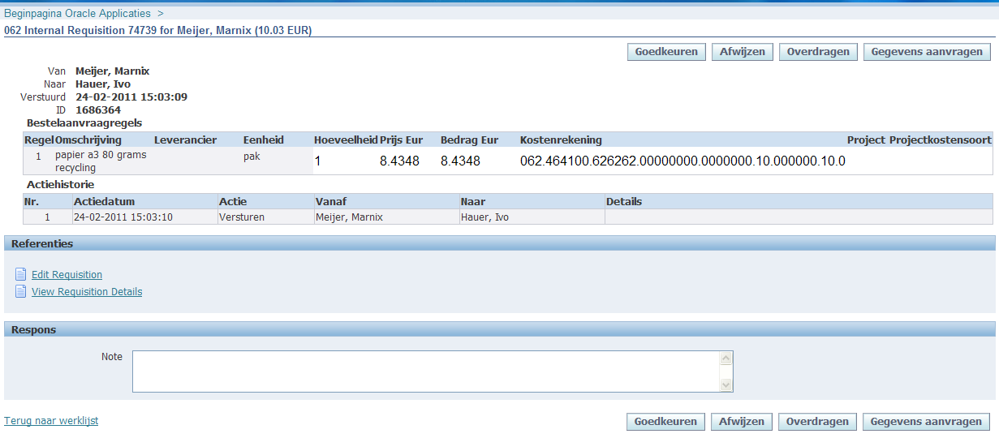 Beginpagina Oracle Applicaties >
062 Internal Requisition 74739 for Meijer, Marnix (10.03 EUR)
Goedkeuren Afwijzen Overdragen Gegevens aanvragen
Van Meijer, Marnix
Naar Hauer, Ivo
Verstuurd 24-02-2011 15:03:09
ID 1686364
Bestelaanvraagregels
Regel Omschrijving Leverancier Eenheid Hoeveelheid Prijs Eur Bedrag Eur Kostenrekening Project Projectkostensoort
1 papier a3 80 grams recycling pak 1 8.4348 8.4348 062.464100.626262.00000000.0000000.10.000000.10.0
Actiehistorie
Nr. Actiedatum Actie Vanaf Naar Details
1 24-02-2011 15:03:10 Versturen Meijer, Marnix Hauer, Ivo
Referenties
Edit Requisition
View Requisition Details
Respons
Note
Terug naar werklijst Goedkeuren Afwijzen Overdragen Gegevens aanvragen